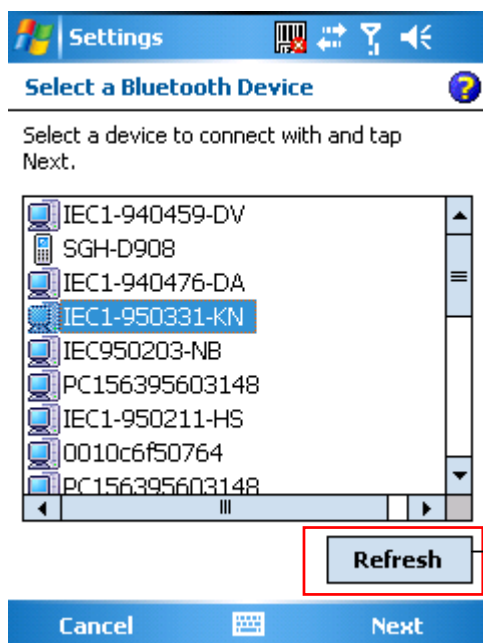 Settings
Select a Bluetooth Device
Select a device to connect with and tap
Next.
IEC1-940459-DV
SGH-D908
IEC1-940476-DA
IEC1-950331-KN
IEC950203-NB
PC156395603148
IEC1-950211-HS
0010c6f50764
PC156395603148
Refresh
Cancel
Next